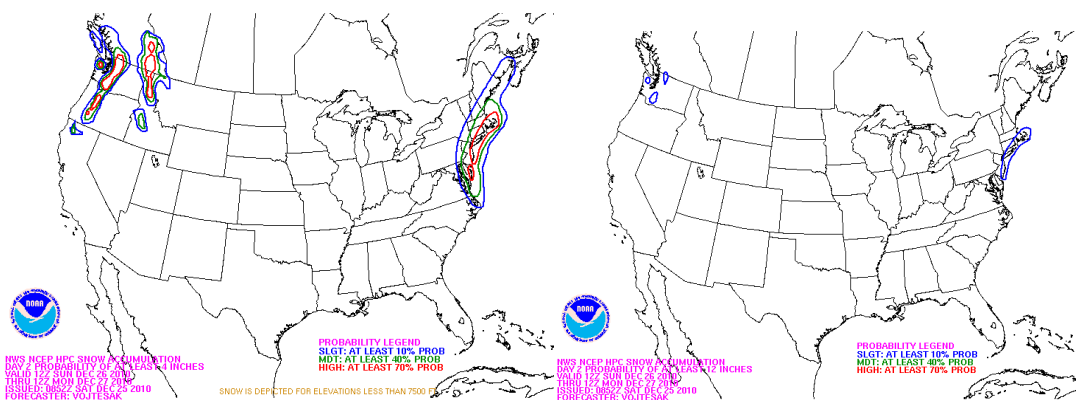 NOAA
PROBABILITY LEGEND
SLGT: AT LEAST 10% PROB
MDT: AT LEAST 40% PROB
HIGH: AT LEAST 70% PROB
NWS NCEP HPC SNOW ACCUMULATION
DAY 2 PROBABILITY OF AT LEAST 4 INCHES
VALID 12Z SUN DEC 26 2010
THRU 12Z MON DEC 27 2010
ISSUED: 0852Z SAT DEC 25 2010
FORECASTER: VOJTESAK
SNOW IS DEPICTED FOR ELEVATIONS LESS THAN 7500 FT
NOAA
PROBABILITY LEGEND
SLGT: AT LEAST 10% PROB
MDT: AT LEAST 40% PROB
HIGH: AT LEAST 70% PROB
NWS NCEP HPC SNOW ACCUMULATION
DAY 2 PROBABILITY OF AT LEAST 12 INCHES
VALID 12Z SUN DEC 26 2010
THRU 12Z MON DEC 27 2010
ISSUED: 0852Z SAT DEC 25 2010
FORECASTER: VOJTESAK